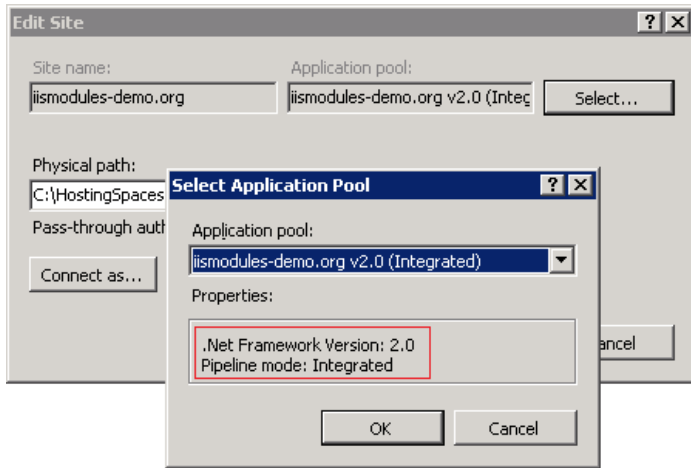 Edit Site
Site name:
Application pool:
iismodules-demo.org
iismodules-demo.org v2.0 (Integ
Select...
Physical path:
C:\HostingSpaces
Pass-through auth
Connect as...
Select Application Pool
Application pool:
iismodules-demo.org v2.0 (Integrated)
Properties:
.Net Framework Version: 2.0
Pipeline mode: Integrated
ancel
OK
Cancel